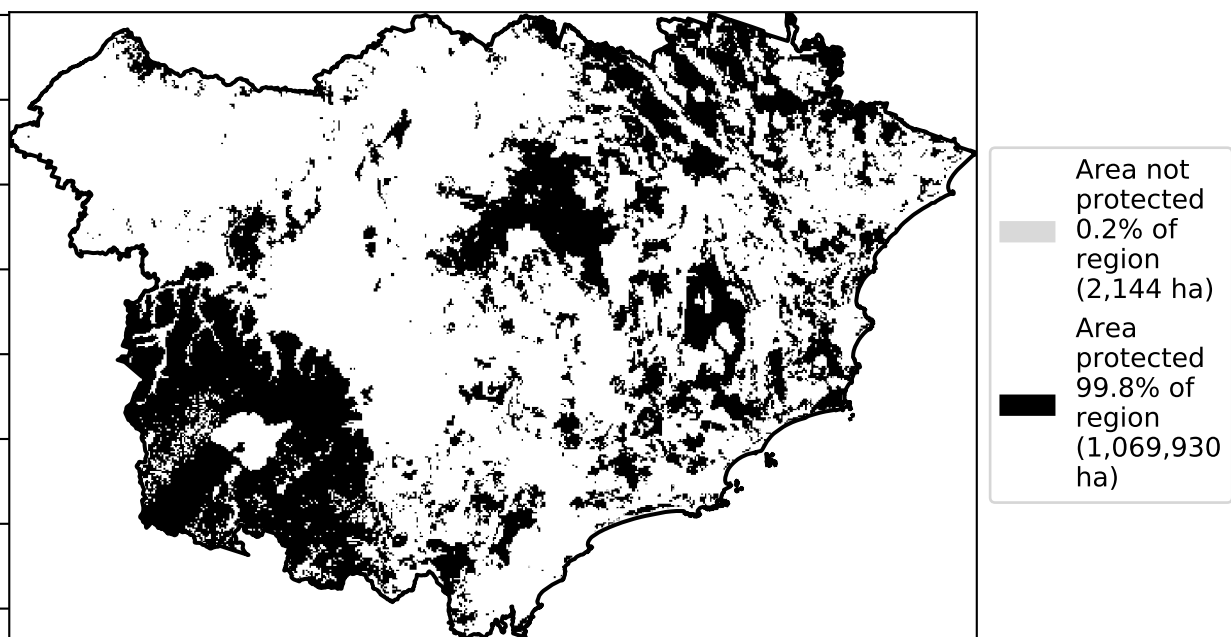 Area not
protected
0.2% of
region
(2,144 ha)
Area
protected
99.8% of
region
(1,069,930
ha)